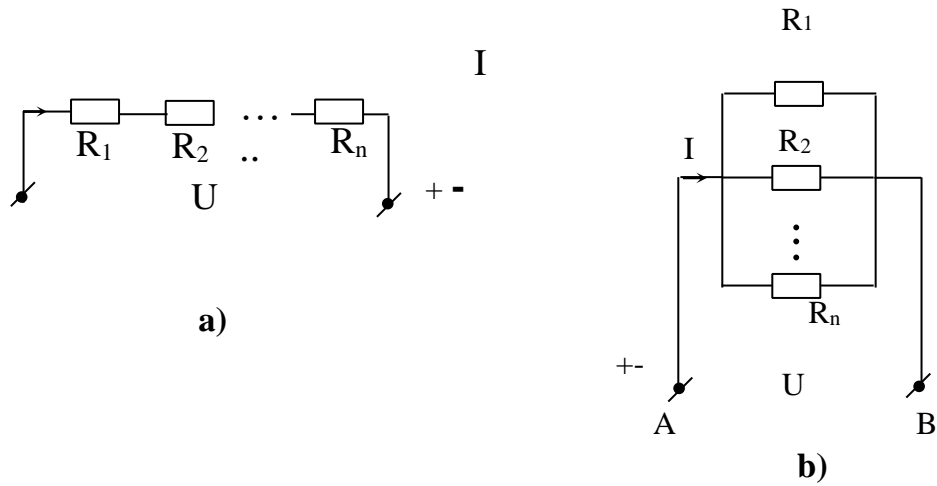 I
R1 R2 … Rn
..
U + -
a)
R1
I R2
⋮
Rn
+- U
A B
b)